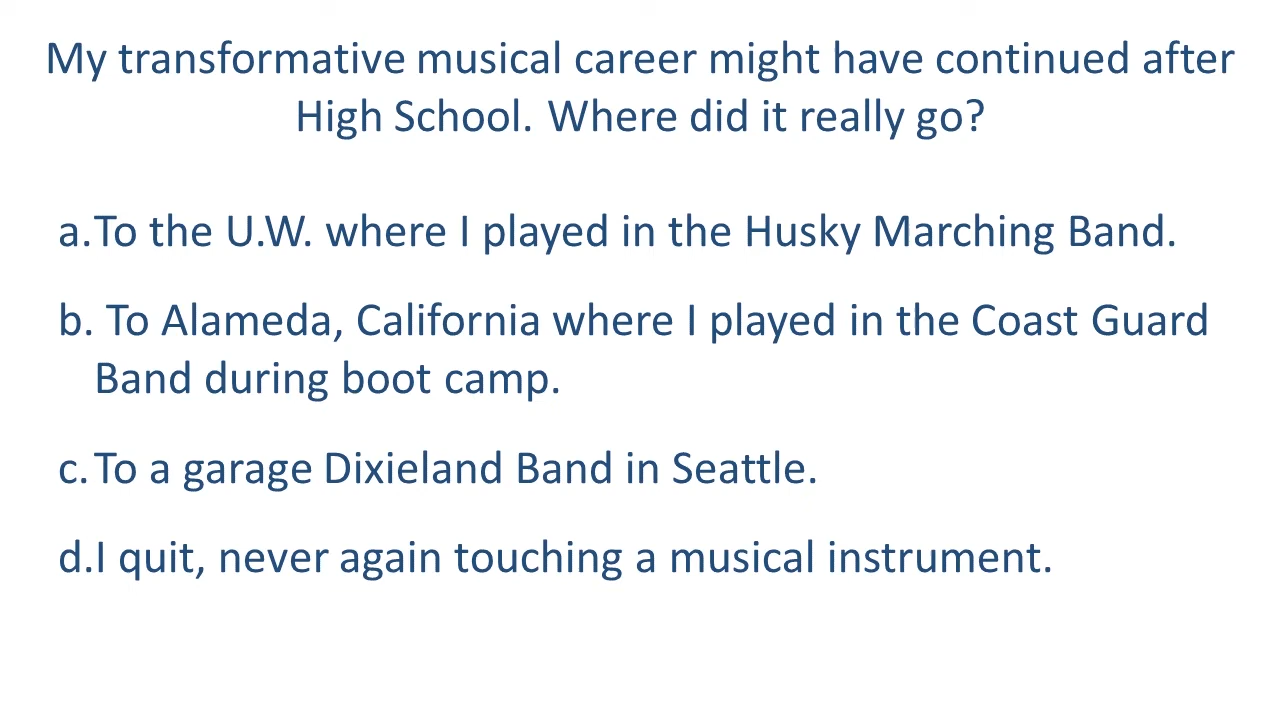 My transformative musical career might have continued after
High School. Where did it really go?
a.To the U.W. where I played in the Husky Marching Band.
b. To Alameda, California where I played in the Coast Guard
Band during boot camp.
c.To a garage Dixieland Band in Seattle.
d.I quit, never again touching a musical instrument.